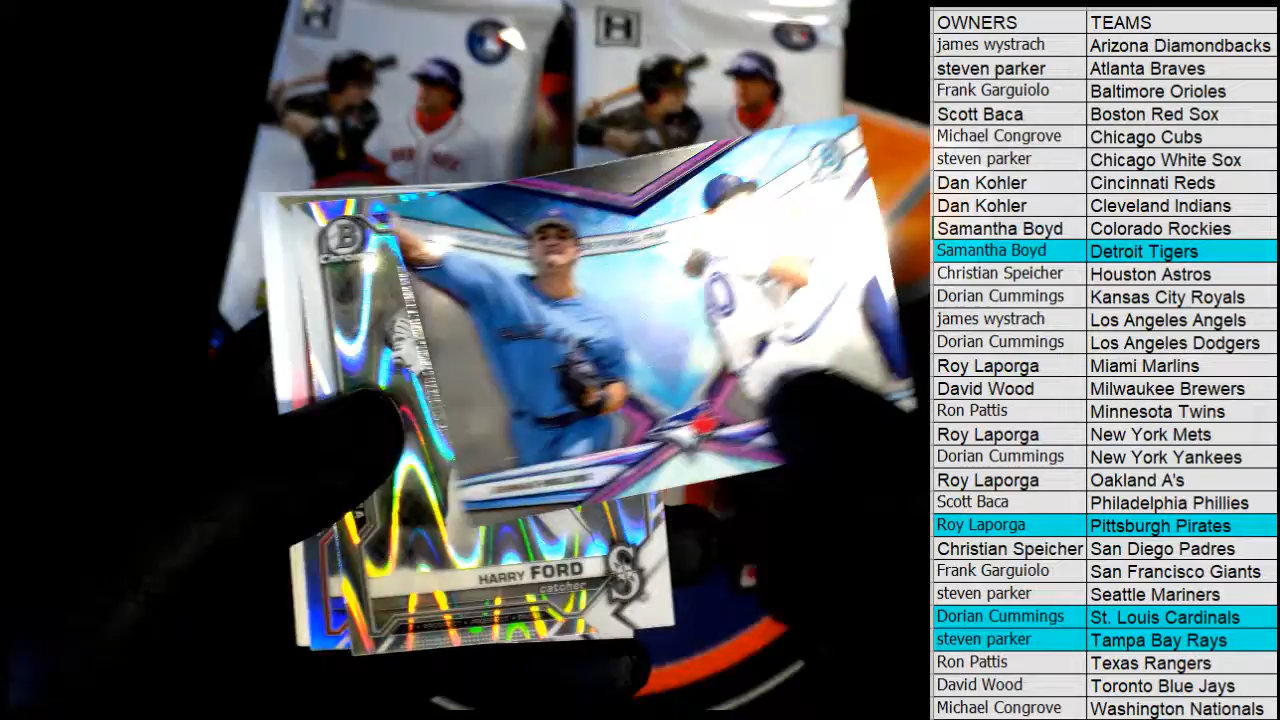 OWNERS TEAMS
james wystrach Arizona Diamondbacks
steven parker Atlanta Braves
Frank Garguiolo Baltimore Orioles
Scott Baca Boston Red Sox
Michael Congrove Chicago Cubs
steven parker Chicago White Sox
Dan Kohler Cincinnati Reds
Dan Kohler Cleveland Indians
Samantha Boyd Colorado Rockies
Samantha Boyd Detroit Tigers
Christian Speicher Houston Astros
Dorian Cummings Kansas City Royals
james wystrach Los Angeles Angels
Dorian Cummings Los Angeles Dodgers
Roy Laporga Miami Marlins
David Wood Milwaukee Brewers
Ron Pattis Minnesota Twins
Roy Laporga New York Mets
Dorian Cummings New York Yankees
Roy Laporga Oakland A's
Scott Baca Philadelphia Phillies
Roy Laporga Pittsburgh Pirates
Christian Speicher San Diego Padres
Frank Garguiolo San Francisco Giants
steven parker Seattle Mariners
Dorian Cummings St. Louis Cardinals
steven parker Tampa Bay Rays
Ron Pattis Texas Rangers
David Wood Toronto Blue Jays
Michael Congrove Washington Nationals
H
H
B
Chrome
HARRY FORD
catcher